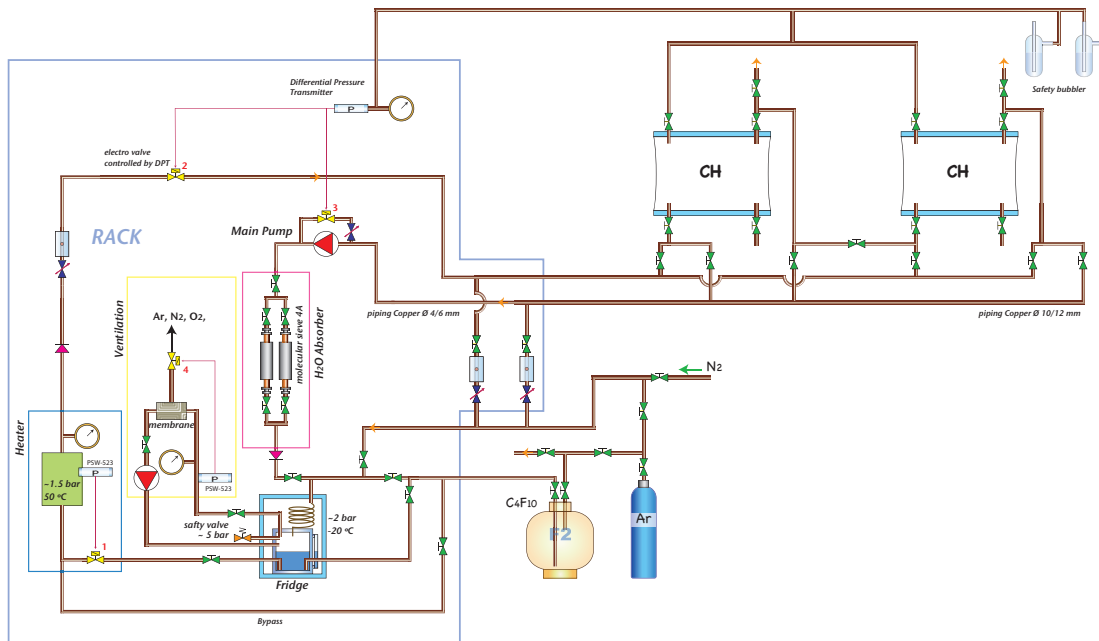 Differential Pressure
Transmitter
P
Safety bubbler
electro valve
controlled by DPT
2
CH
CH
3
Main Pump
RACK
piping Copper Ø 4/6 mm
piping Copper Ø 10/12 mm
Ar, N2, O2,
Ventilation
4
molecular sieve 4A
H2O Absorber
N2
membrane
Heater
PSW-523
P
~1.5 bar
50 ºC
P
PSW-523
C4F10
F2
Ar
safty valve
~ 5 bar
~2 bar
-20 ºC
1
Fridge
Bypass